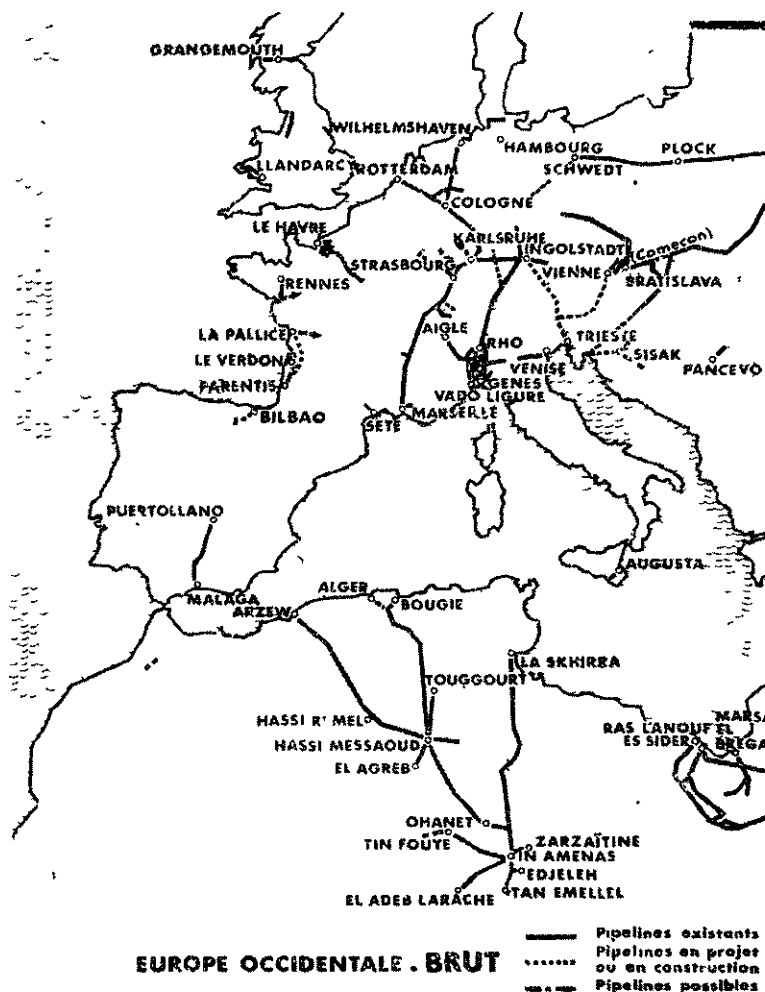 GRANGEMOUTH
WILHELMSHAVEN
HAMBOURG
PLOCK
LLANDARC
ROTTERDAM
SCHWEDT
COLOGNE
LE HAVRE
KARLSRUHE
INGOLSTADT
(Comecon)
STRASBOURG
VIENNE
BRATISLAVA
RENNES
LA PALLICE
AIGLE
RHO
TRIESTE
LE VERDON
VENISE
SISAK
PANCEVO
PARENTIS
GENES
VADO LIGURE
BILBAO
SETE
MARSEILLE
PUERTOLLANO
AUGUSTA
MALAGA
ALGER
BOUGIE
ARZEW
LA SKHIRRA
TOUGGOURT
HASSI R' MEL
RAS LANOUF
MARSA
EL
HASSI MESSAOUD
ES SIDER
BREGA
EL AGREB
OHANET
TIN FOUYE
ZARZAÏTINE
IN AMENAS
EDJELEH
EL ADEB LARACHE
TAN EMELLEL
EUROPE OCCIDENTALE . BRUT
Pipelines existants
Pipelines en projet
ou en construction
Pipelines possibles